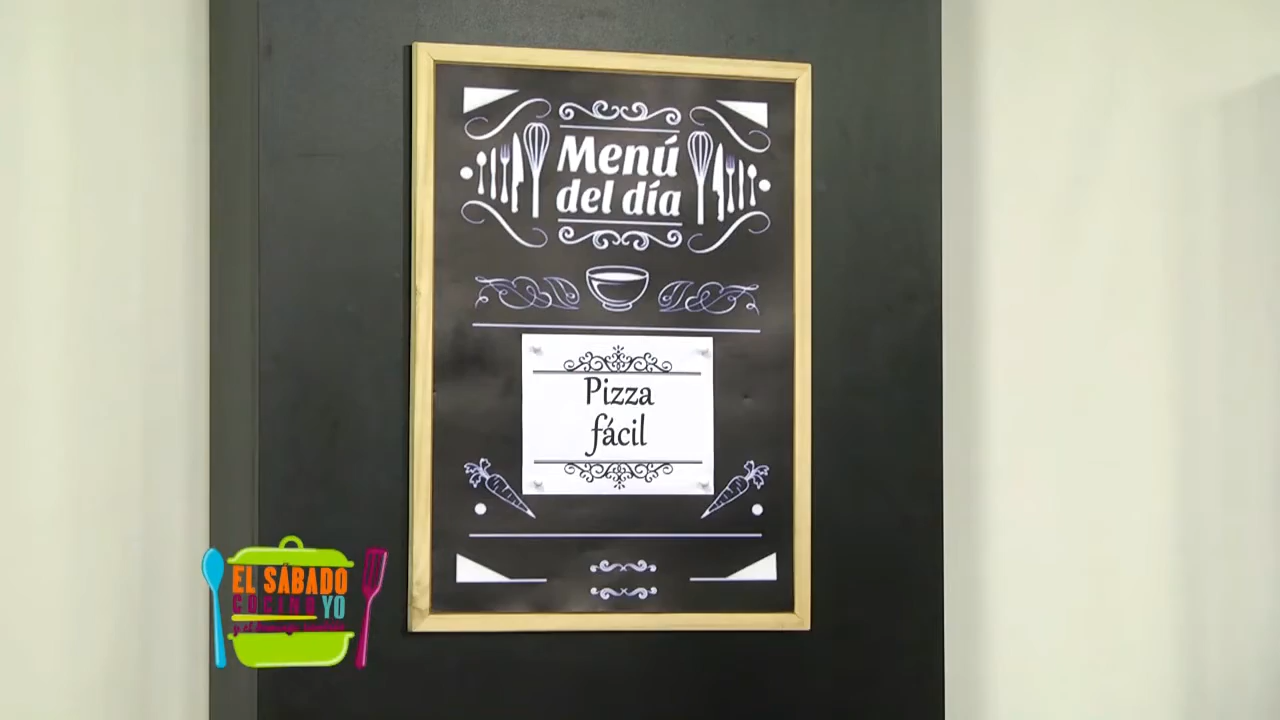 Menú
del día
Pizza
fácil
EL SÁBADO
COCINO YO